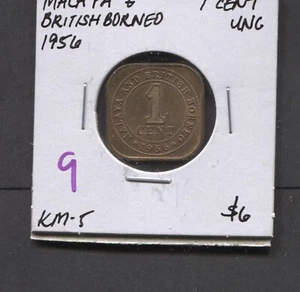 MALAYA & 1 CENT
BRITISH BORNEO UNC
1956
MALAYA AND BRITISH BORNEO
1
CENT
• 1956 •
9
KM-5 $6